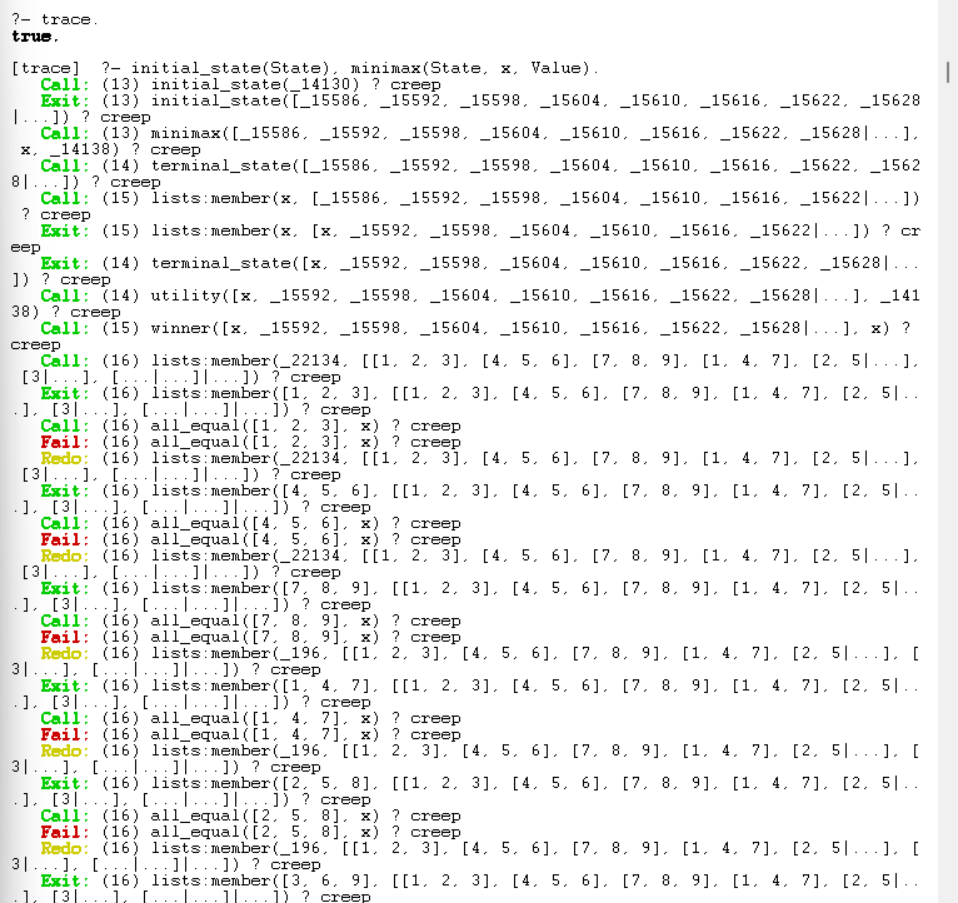 ?- trace.
true.
[trace]  ?- initial_state(State), minimax(State, x, Value).
Call: (13) initial_state(_14130) ? creep
Exit: (13) initial_state([_15586, _15592, _15598, _15604, _15610, _15616, _15622, _15628
|...]) ? creep
Call: (13) minimax([_15586, _15592, _15598, _15604, _15610, _15616, _15622, _15628|...],
x, _14138) ? creep
Call: (14) terminal_state([_15586, _15592, _15598, _15604, _15610, _15616, _15622, _1562
8|...]) ? creep
Call: (15) lists:member(x, [_15586, _15592, _15598, _15604, _15610, _15616, _15622|...])
? creep
Exit: (15) lists:member(x, [x, _15592, _15598, _15604, _15610, _15616, _15622|...]) ? cr
eep
Exit: (14) terminal_state([x, _15592, _15598, _15604, _15610, _15616, _15622, _15628|...
]) ? creep
Call: (14) utility([x, _15592, _15598, _15604, _15610, _15616, _15622, _15628|...], _141
38) ? creep
Call: (15) winner([x, _15592, _15598, _15604, _15610, _15616, _15622, _15628|...], x) ?
creep
Call: (16) lists:member(_22134, [[1, 2, 3], [4, 5, 6], [7, 8, 9], [1, 4, 7], [2, 5|...],
[3|...], [...|...]|...]) ? creep
Exit: (16) lists:member([1, 2, 3], [[1, 2, 3], [4, 5, 6], [7, 8, 9], [1, 4, 7], [2, 5|..
.], [3|...], [...|...]|...]) ? creep
Call: (16) all_equal([1, 2, 3], x) ? creep
Fail: (16) all_equal([1, 2, 3], x) ? creep
Redo: (16) lists:member(_22134, [[1, 2, 3], [4, 5, 6], [7, 8, 9], [1, 4, 7], [2, 5|...],
[3|...], [...|...]|...]) ? creep
Exit: (16) lists:member([4, 5, 6], [[1, 2, 3], [4, 5, 6], [7, 8, 9], [1, 4, 7], [2, 5|..
.], [3|...], [...|...]|...]) ? creep
Call: (16) all_equal([4, 5, 6], x) ? creep
Fail: (16) all_equal([4, 5, 6], x) ? creep
Redo: (16) lists:member(_22134, [[1, 2, 3], [4, 5, 6], [7, 8, 9], [1, 4, 7], [2, 5|...],
[3|...], [...|...]|...]) ? creep
Exit: (16) lists:member([7, 8, 9], [[1, 2, 3], [4, 5, 6], [7, 8, 9], [1, 4, 7], [2, 5|..
.], [3|...], [...|...]|...]) ? creep
Call: (16) all_equal([7, 8, 9], x) ? creep
Fail: (16) all_equal([7, 8, 9], x) ? creep
Redo: (16) lists:member(_196, [[1, 2, 3], [4, 5, 6], [7, 8, 9], [1, 4, 7], [2, 5|...], [
3|...], [...|...]|...]) ? creep
Exit: (16) lists:member([1, 4, 7], [[1, 2, 3], [4, 5, 6], [7, 8, 9], [1, 4, 7], [2, 5|..
.], [3|...], [...|...]|...]) ? creep
Call: (16) all_equal([1, 4, 7], x) ? creep
Fail: (16) all_equal([1, 4, 7], x) ? creep
Redo: (16) lists:member(_196, [[1, 2, 3], [4, 5, 6], [7, 8, 9], [1, 4, 7], [2, 5|...], [
3|...], [...|...]|...]) ? creep
Exit: (16) lists:member([2, 5, 8], [[1, 2, 3], [4, 5, 6], [7, 8, 9], [1, 4, 7], [2, 5|..
.], [3|...], [...|...]|...]) ? creep
Call: (16) all_equal([2, 5, 8], x) ? creep
Fail: (16) all_equal([2, 5, 8], x) ? creep
Redo: (16) lists:member(_196, [[1, 2, 3], [4, 5, 6], [7, 8, 9], [1, 4, 7], [2, 5|...], [
3|...], [...|...]|...]) ? creep
Exit: (16) lists:member([3, 6, 9], [[1, 2, 3], [4, 5, 6], [7, 8, 9], [1, 4, 7], [2, 5|..
.], [3|...], [...|...]|...]) ? creep